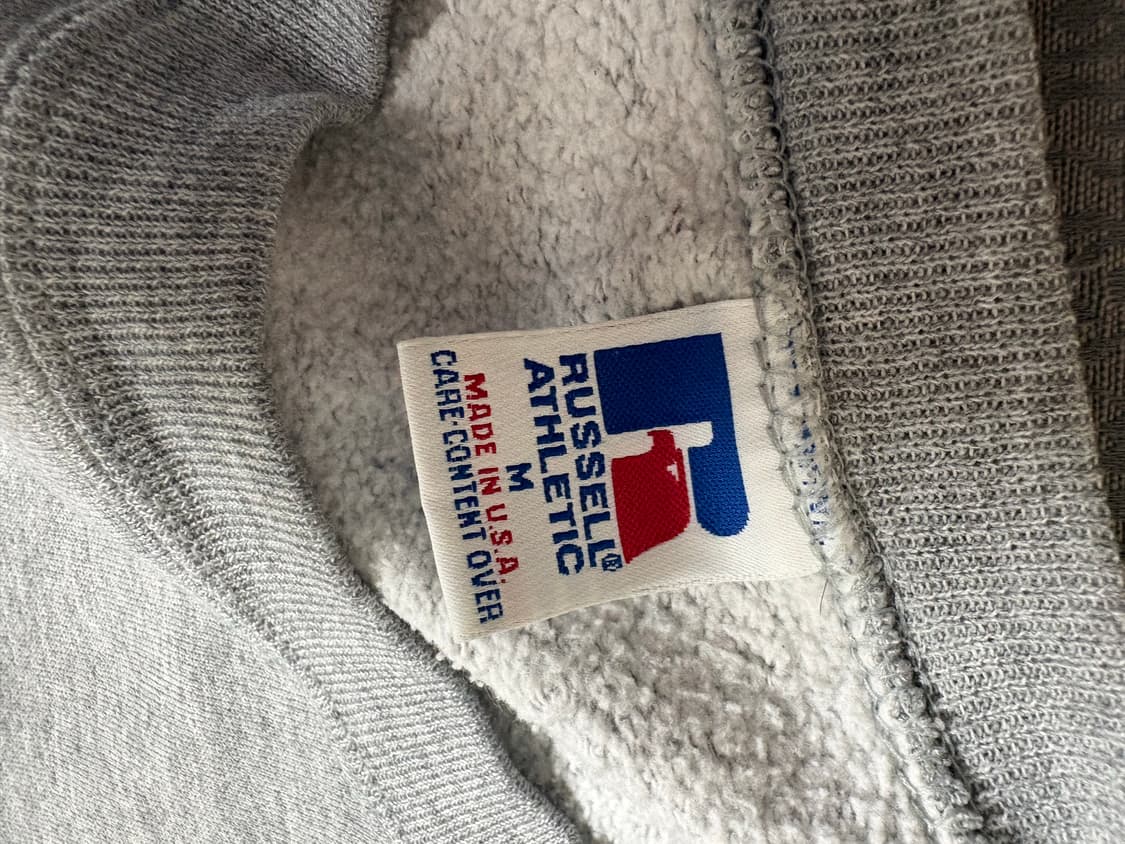 RUSSELL®
ATHLETIC
M
MADE IN U.S.A.
CARE-CONTENT OVER